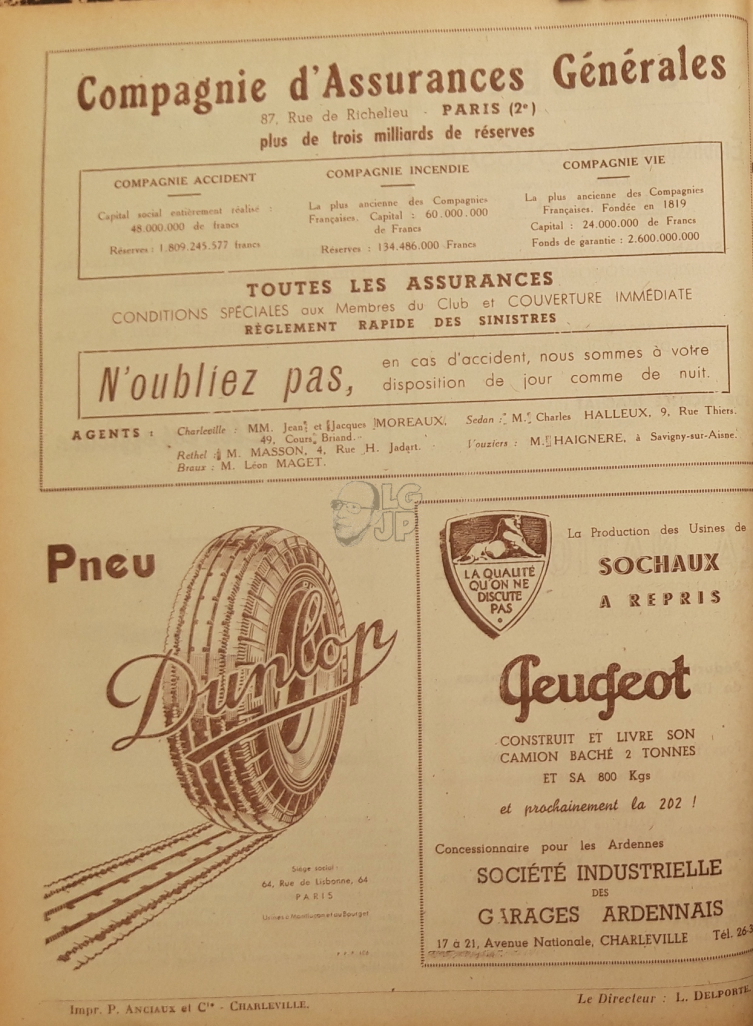 Compagnie d'Assurances Générales
87, Rue de Richelieu - PARIS (2e)
plus de trois milliards de réserves
COMPAGNIE ACCIDENT
Capital social entièrement réalisé :
48.000.000 de francs
Réserves : 1.809.245.577 francs
COMPAGNIE INCENDIE
La plus ancienne des Compagnies
Françaises. Capital : 60.000.000
de Francs
Réserves : 134.486.000 Francs
COMPAGNIE VIE
La plus ancienne des Compagnies
Françaises. Fondée en 1819
Capital : 24.000.000 de Francs
Fonds de garantie : 2.600.000.000
TOUTES LES ASSURANCES
CONDITIONS SPÉCIALES aux Membres du Club et COUVERTURE IMMÉDIATE
RÈGLEMENT RAPIDE DES SINISTRES
N'oubliez pas,
en cas d'accident, nous sommes à votre
disposition de jour comme de nuit.
AGENTS :
Charleville : MM. Jean et Jacques MOREAUX,
49, Cours Briand.
Rethel : M. MASSON, 4, Rue H. Jadart.
Braux : M. Léon MAGET.
Sedan : M. Charles HALLEUX, 9, Rue Thiers.
Vouziers : M. HAIGNERE, à Savigny-sur-Aisne.
LG
JP
Pneu
Dunlop
Siège social :
64, Rue de Lisbonne, 64
PARIS
Usines à Montluçon et au Bourget
LA QUALITÉ
QU'ON NE
DISCUTE
PAS
La Production des Usines de
SOCHAUX
A REPRIS
Peugeot
CONSTRUIT ET LIVRE SON
CAMION BACHÉ 2 TONNES
ET SA 800 Kgs
et prochainement la 202 !
Concessionnaire pour les Ardennes
SOCIÉTÉ INDUSTRIELLE
DES
GARAGES ARDENNAIS
17 à 21, Avenue Nationale, CHARLEVILLE Tél. 26-3
Impr. P. ANCIAUX et Cie - CHARLEVILLE.
Le Directeur : L. DELPORTE.